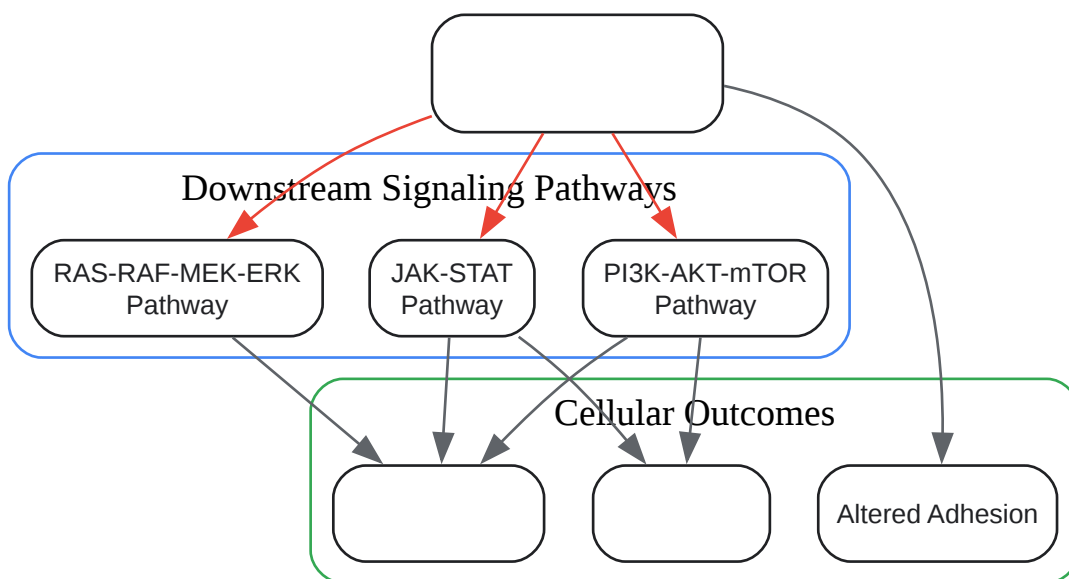 Downstream Signaling Pathways
RAS-RAF-MEK-ERK
Pathway
JAK-STAT
Pathway
PI3K-AKT-mTOR
Pathway
Cellular Outcomes
Altered Adhesion